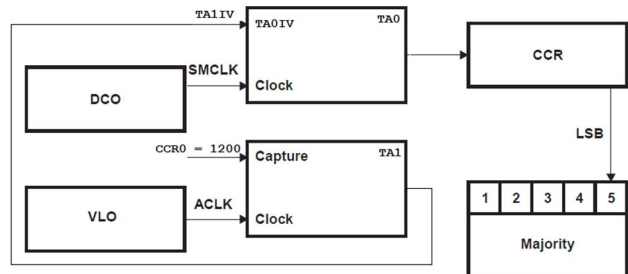 TA1IV
TA0IV
TA0
SMCLK
DCO
Clock
CCR
LSB
CCR0 = 1200
Capture
TA1
VLO
ACLK
Clock
1 2 3 4 5
Majority